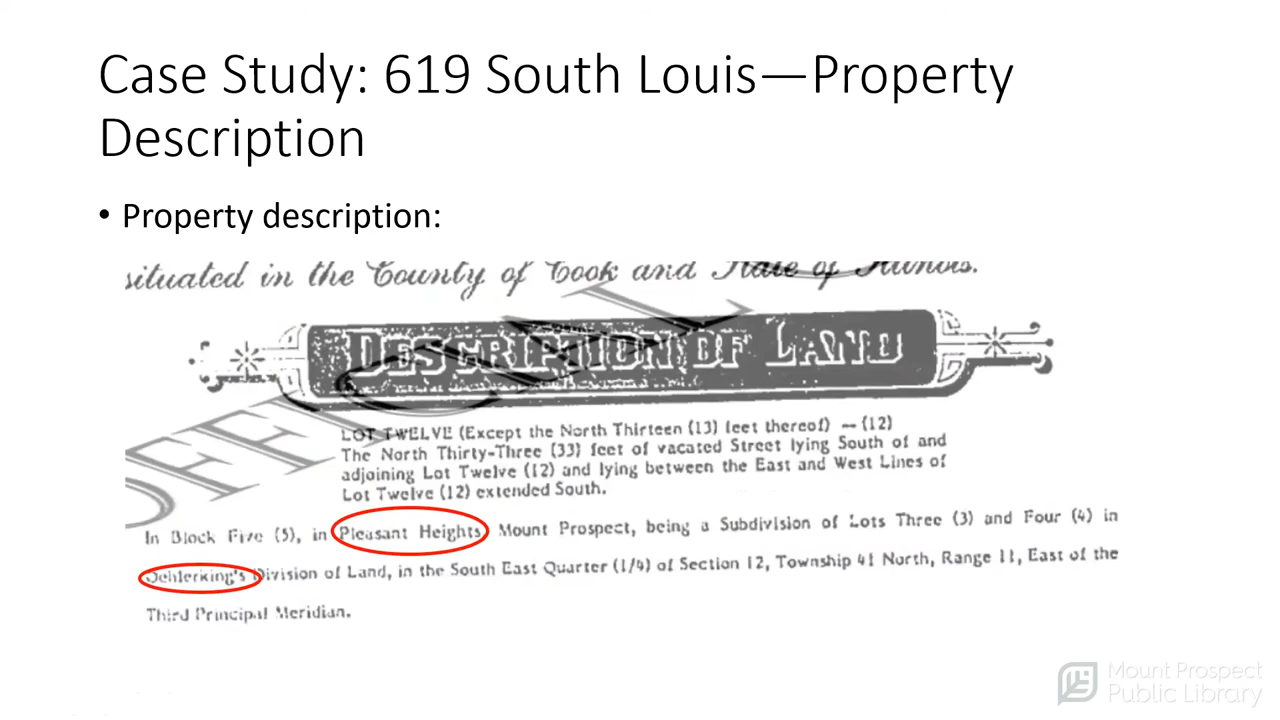 Case Study: 619 South Louis—Property
Description
• Property description:
situated in the County of Cook and State of Illinois.
DESCRIPTION OF LAND
LOT TWELVE (Except the North Thirteen (13) feet thereof) — (12)
The North Thirty-Three (33) feet of vacated Street lying South of and
adjoining Lot Twelve (12) and lying between the East and West Lines of
Lot Twelve (12) extended South.
In Block Five (5), in Pleasant Heights Mount Prospect, being a Subdivision of Lots Three (3) and Four (4) in
Oehlerking's Division of Land, in the South East Quarter (1/4) of Section 12, Township 41 North, Range 11, East of the
Third Principal Meridian.
Mount Prospect
Public Library